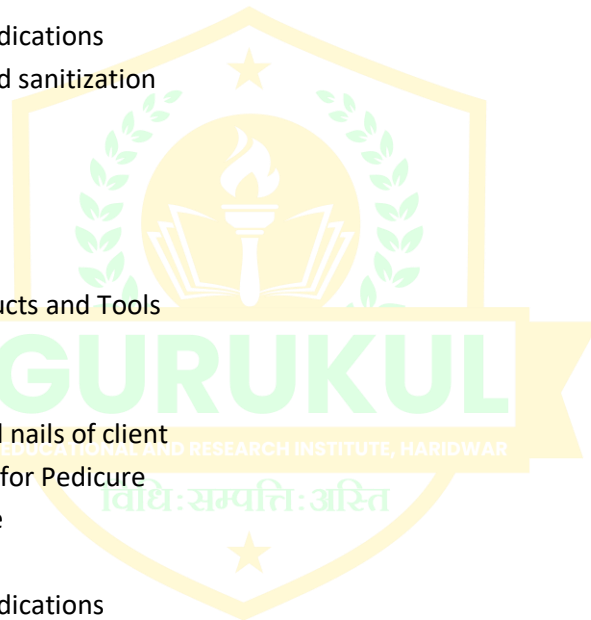 dications
d sanitization
ucts and Tools
GURUKUL
l nails of client
EDUCATIONAL AND RESEARCH INSTITUTE, HARIDWAR
for Pedicure
विधि:सम्पत्ति:अस्ति
e
dications